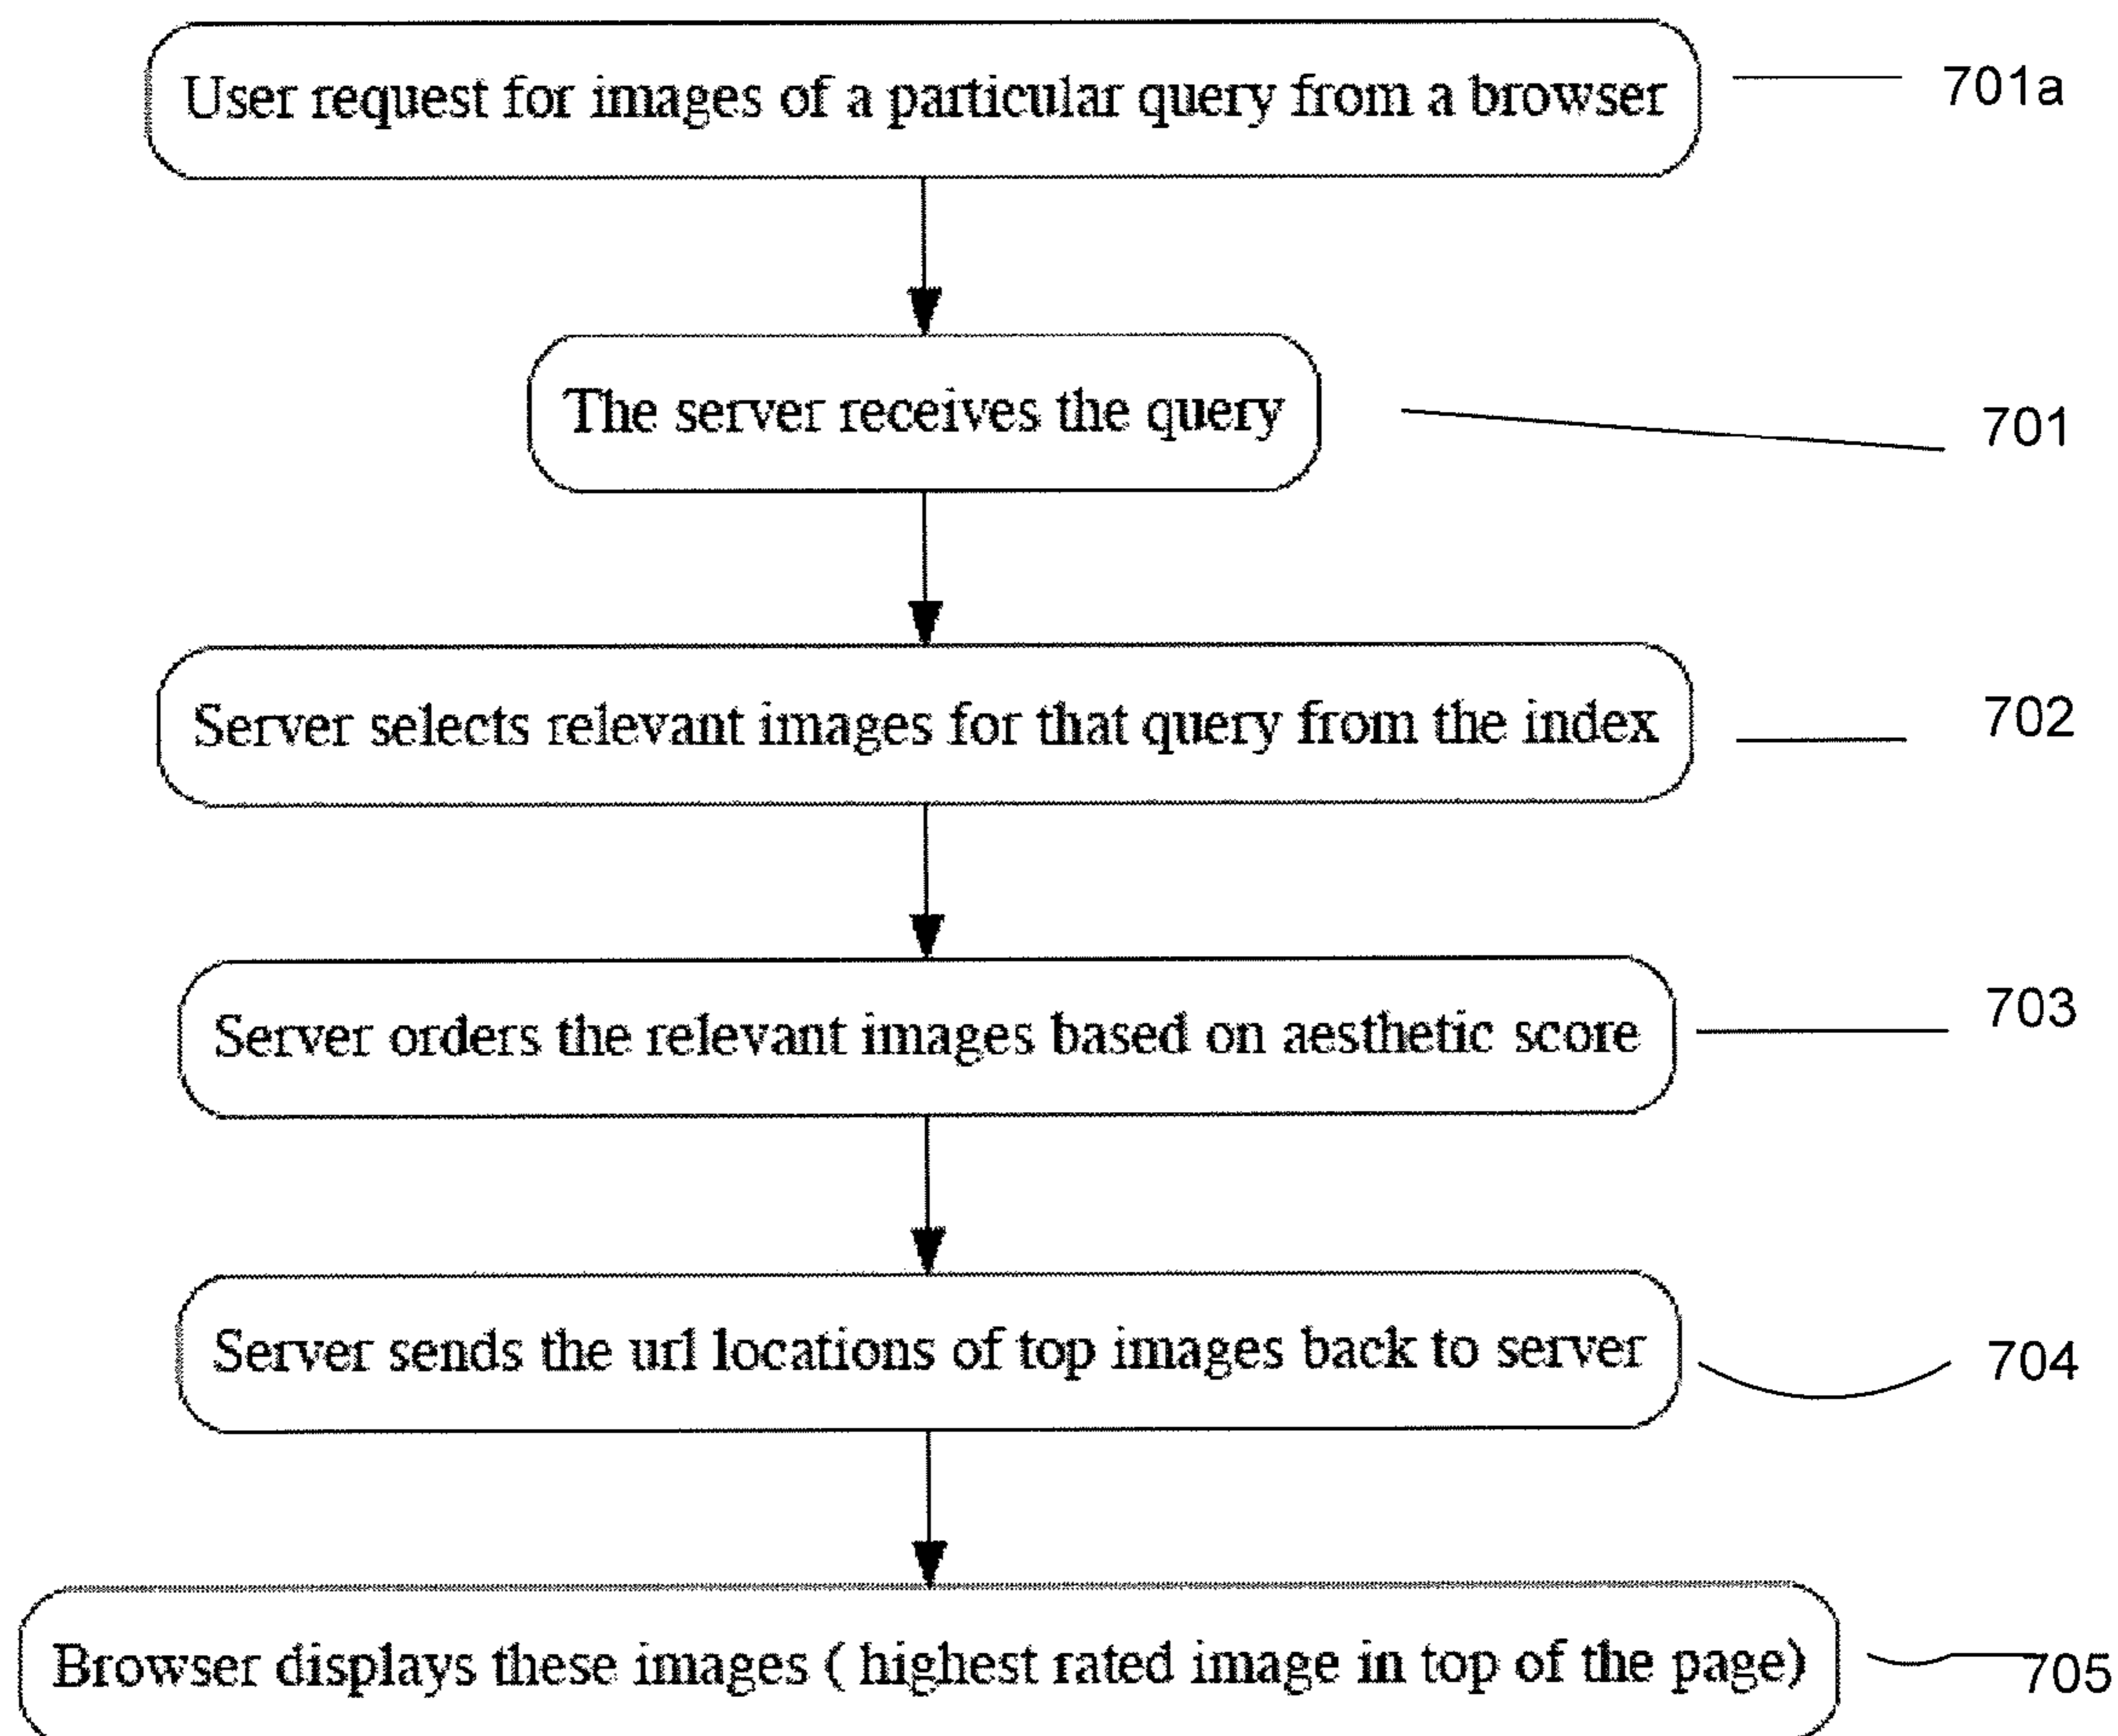 User request for images of a particular query from a browser
701a
The server receives the query
701
Server selects relevant images for that query from the index
702
Server orders the relevant images based on aesthetic score
703
Server sends the url locations of top images back to server
704
Browser displays these images ( highest rated image in top of the page)
705